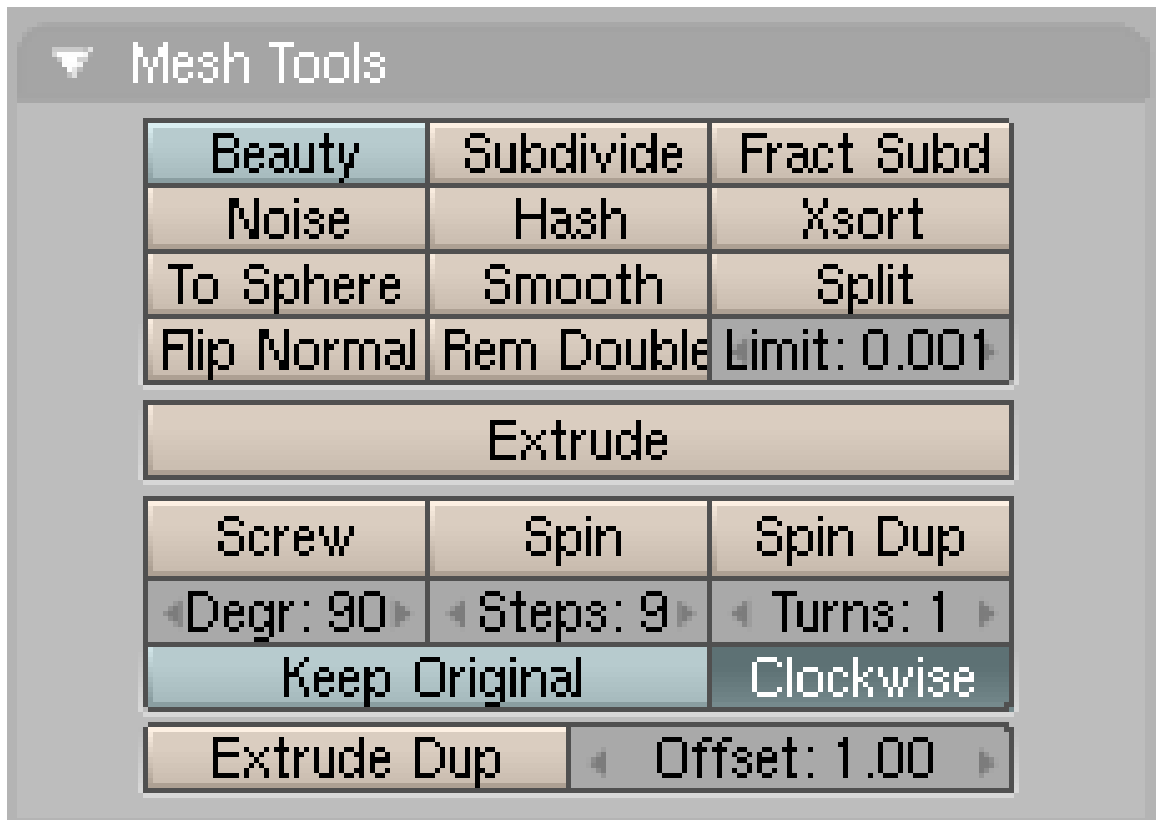 Mesh Tools
Beauty Subdivide Fract Subd
Noise Hash Xsort
To Sphere Smooth Split
Flip Normal Rem Double Limit: 0.001
Extrude
Screw Spin Spin Dup
Degr: 90 Steps: 9 Turns: 1
Keep Original Clockwise
Extrude Dup Offset: 1.00